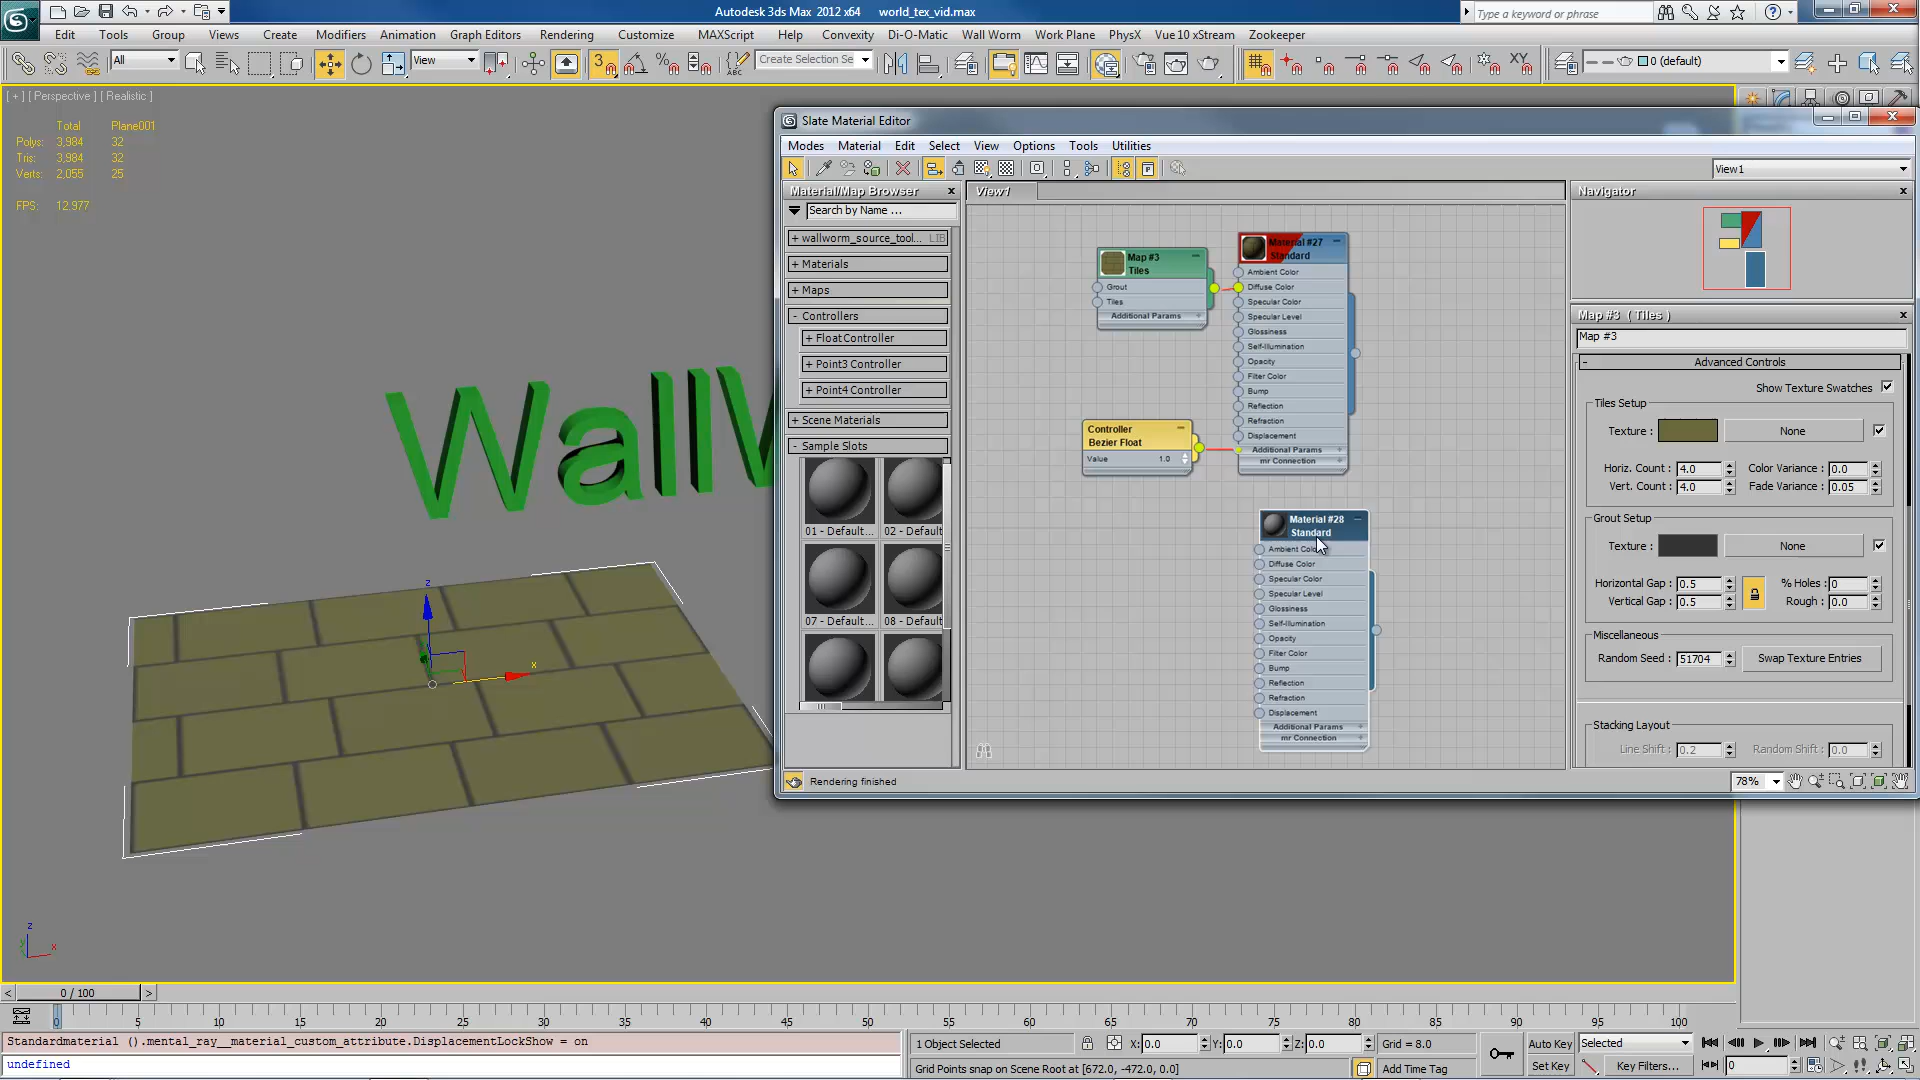 Autodesk 3ds Max 2012 x64 world_tex_vid.max
Type a keyword or phrase
Edit Tools Group Views Create Modifiers Animation Graph Editors Rendering Customize MAXScript Help Convexity Di-O-Matic Wall Worm Work Plane PhysX Vue 10 xStream Zookeeper
All View 3 Create Selection Se XY 0 (default)
[ + ] [ Perspective ] [ Realistic ]
Total Plane001
Polys: 3,984 32
Tris: 3,984 32
Verts: 2,055 25
FPS: 12.977
WallW
z
x
z
y
x
Slate Material Editor
Modes Material Edit Select View Options Tools Utilities
View1
Material/Map Browser
Search by Name ...
+ wallworm_source_tool... LIB
+ Materials
+ Maps
- Controllers
+ Float Controller
+ Point3 Controller
+ Point4 Controller
+ Scene Materials
- Sample Slots
01 - Default... 02 - Default...
07 - Default... 08 - Default...
View1
Map #3
Tiles
Grout
Tiles
Additional Params +
Material #27
Standard
Ambient Color
Diffuse Color
Specular Color
Specular Level
Glossiness
Self-Illumination
Opacity
Filter Color
Bump
Reflection
Refraction
Displacement
Additional Params +
mr Connection +
Controller
Bezier Float
Value 1.0
Material #28
Standard
Ambient Colo
Diffuse Color
Specular Color
Specular Level
Glossiness
Self-Illumination
Opacity
Filter Color
Bump
Reflection
Refraction
Displacement
Additional Params +
mr Connection +
Navigator
Map #3 ( Tiles )
Map #3
- Advanced Controls
Show Texture Swatches
Tiles Setup
Texture : None
Horiz. Count : 4.0 Color Variance : 0.0
Vert. Count : 4.0 Fade Variance : 0.05
Grout Setup
Texture : None
Horizontal Gap : 0.5 % Holes : 0
Vertical Gap : 0.5 Rough : 0.0
Miscellaneous
Random Seed : 51704 Swap Texture Entries
Stacking Layout
Line Shift : 0.2 Random Shift : 0.0
Rendering finished
78%
< 0 / 100 >
0 5 10 15 20 25 30 35 40 45 50 55 60 65 70 75 80 85 90 95 100
Standardmaterial ().mental_ray__material_custom_attribute.DisplacementLockShow = on
undefined
1 Object Selected X: 0.0 Y: 0.0 Z: 0.0 Grid = 8.0 Auto Key Selected
Grid Points snap on Scene Root at [672.0, -472.0, 0.0] Add Time Tag Set Key Key Filters... 0